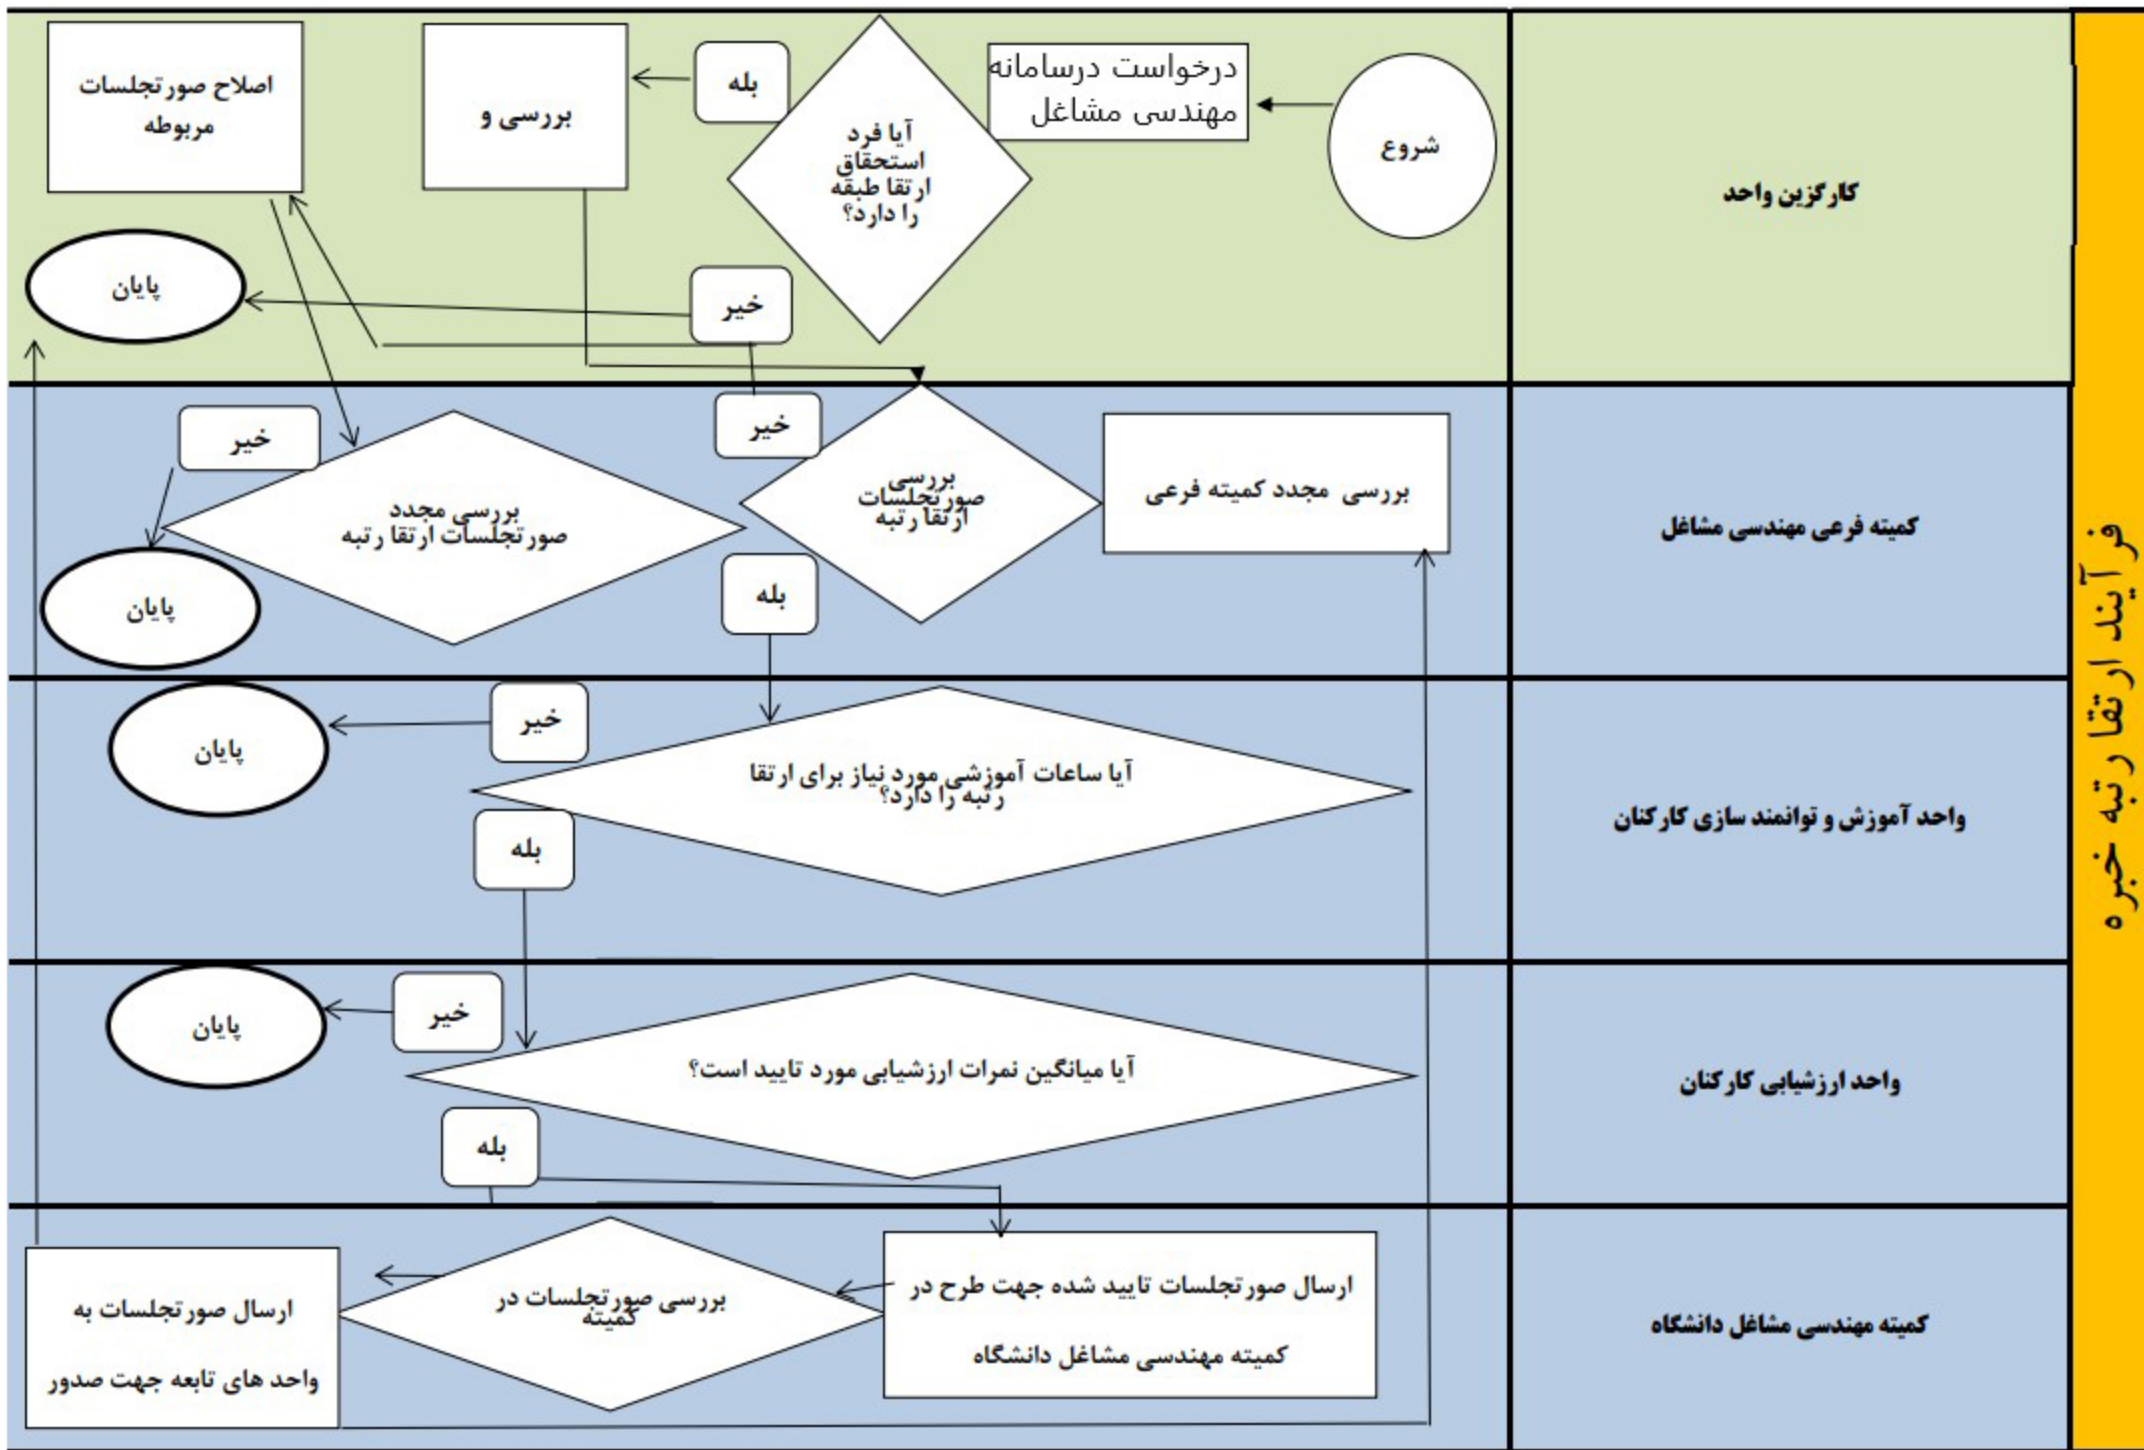 فرآیند ارتقا رتبه خبره
کارگزین واحد
شروع
درخواست درسامانه
مهندسی مشاغل
آیا فرد
استحقاق
ارتقا طبقه
را دارد؟
بله
بررسی و
خیر
اصلاح صورتجلسات
مربوطه
پایان
کمیته فرعی مهندسی مشاغل
بررسی مجدد کمیته فرعی
بررسی
صورتجلسات
ارتقا رتبه
خیر
بله
بررسی مجدد
صورتجلسات ارتقا رتبه
خیر
پایان
واحد آموزش و توانمند سازی کارکنان
آیا ساعات آموزشی مورد نیاز برای ارتقا
رتبه را دارد؟
خیر
پایان
بله
واحد ارزشیابی کارکنان
آیا میانگین نمرات ارزشیابی مورد تایید است؟
خیر
پایان
بله
کمیته مهندسی مشاغل دانشگاه
ارسال صورتجلسات تایید شده جهت طرح در
کمیته مهندسی مشاغل دانشگاه
بررسی صورتجلسات در
کمیته
ارسال صورتجلسات به
واحد های تابعه جهت صدور